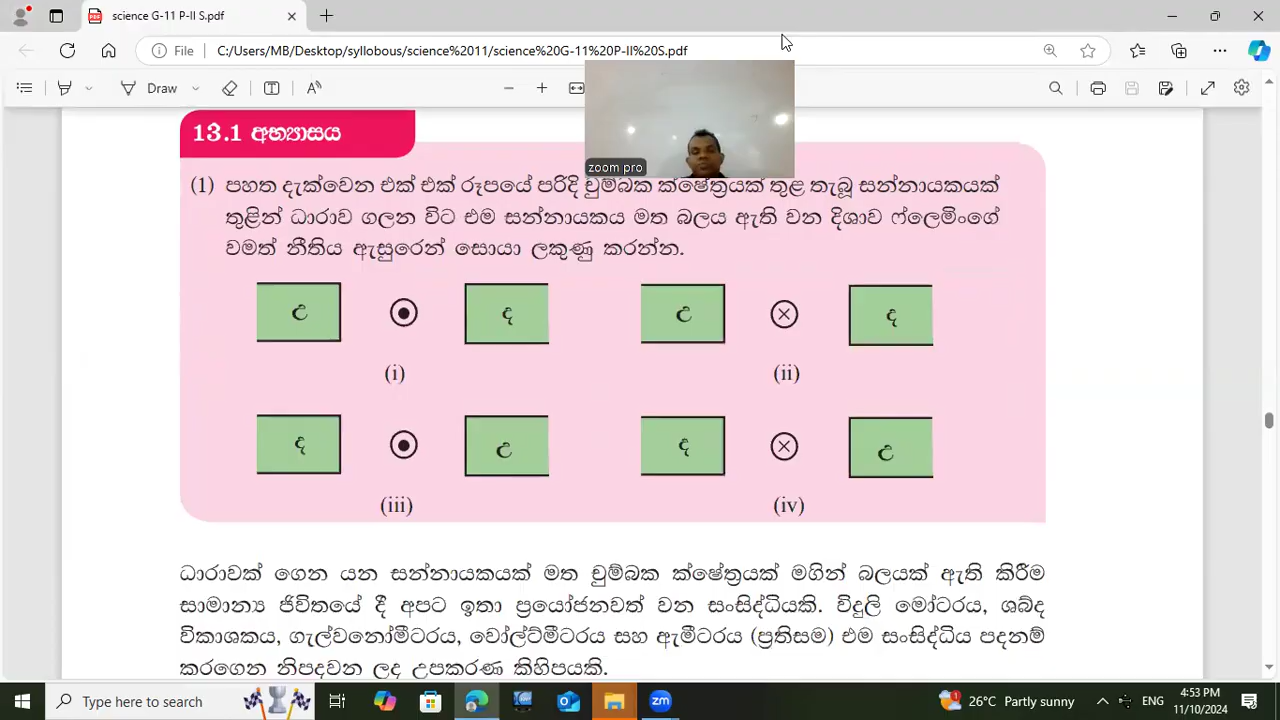 science G-11 P-II S.pdf
File C:/Users/MB/Desktop/syllobous/science%2011/science%20G-11%20P-II%20S.pdf
Draw
zoom pro
13.1 අභ්‍යාසය
(1) පහත දැක්වෙන එක් එක් රූපයේ පරිදි චුම්බක ක්ෂේත්‍රයක් තුළ තැබූ සන්නායකයක්
තුළින් ධාරාව ගලන විට එම සන්නායකය මත බලය ඇති වන දිශාව ෆ්ලෙමිංගේ
වමත් නීතිය ඇසුරෙන් සොයා ලකුණු කරන්න.
උ ද උ ද
(i) (ii)
ද උ ද උ
(iii) (iv)
ධාරාවක් ගෙන යන සන්නායකයක් මත චුම්බක ක්ෂේත්‍රයක් මගින් බලයක් ඇති කිරීම
සාමාන්‍ය ජීවිතයේ දී අපට ඉතා ප්‍රයෝජනවත් වන සංසිද්ධියකි. විදුලි මෝටරය, ශබ්ද
විකාශකය, ගැල්වනෝමීටරය, වෝල්ට්මීටරය සහ ඇමීටරය (ප්‍රතිසම) එම සංසිද්ධිය පදනම්
කරගෙන නිපදවන ලද උපකරණ කිහිපයකි.
Type here to search
26°C Partly sunny
ENG
4:53 PM
11/10/2024